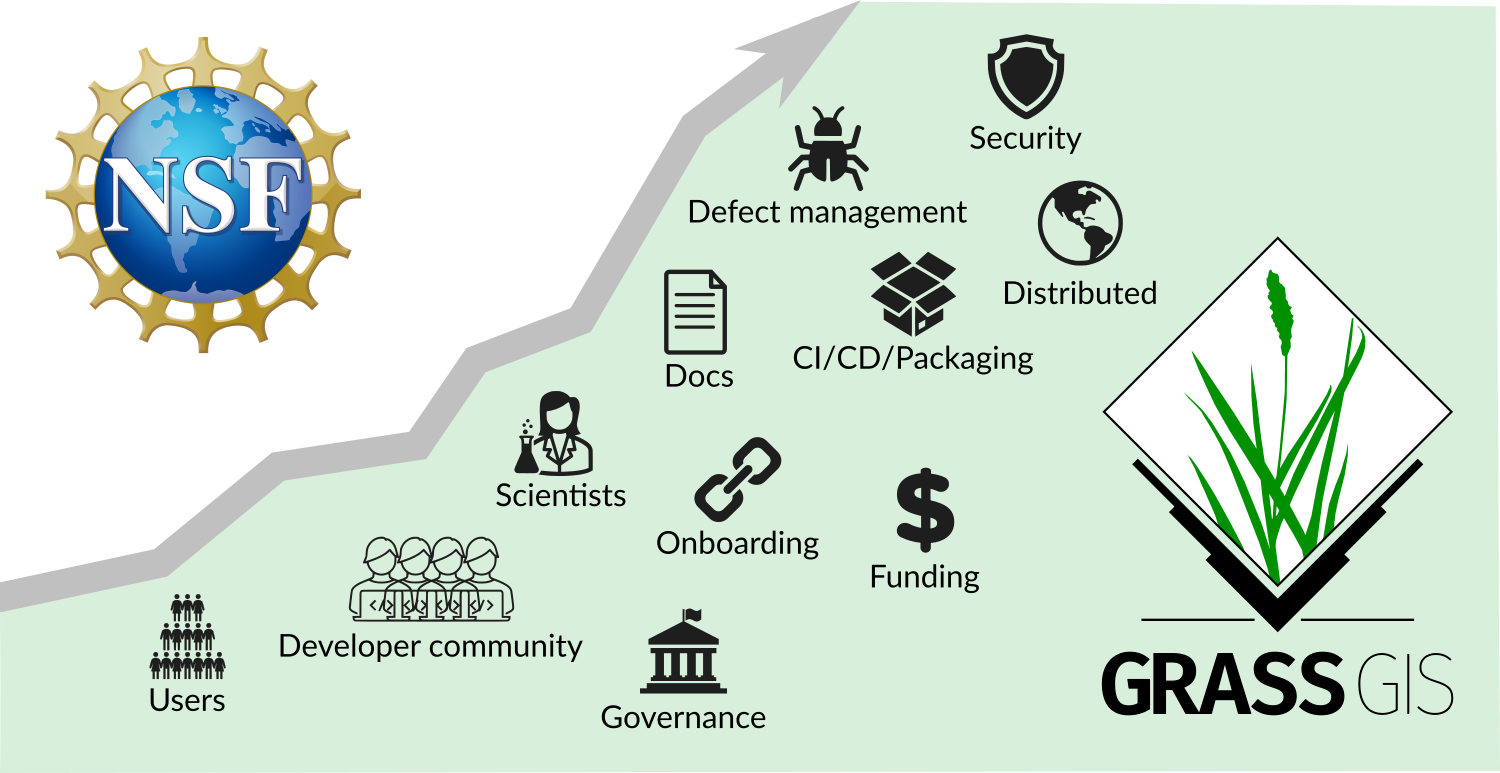 NSF
Security
Defect management
Distributed
Docs
CI/CD/Packaging
Scientists
Onboarding
Funding
</> </>
Developer community
Users
Governance
GRASS GIS